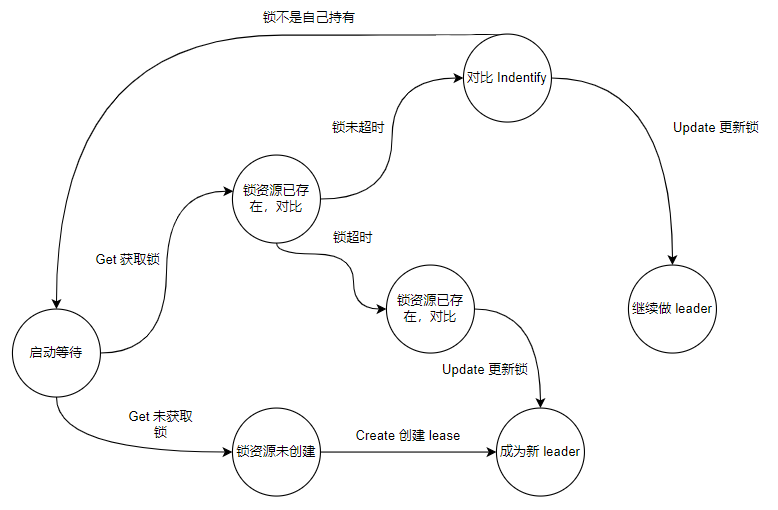 锁不是自己持有
对比 Indentify
Update 更新锁
锁未超时
锁资源已存
在，对比
锁超时
Get 获取锁
锁资源已存
在，对比
继续做 leader
启动等待
Update 更新锁
Get 未获取
锁
Create 创建 lease
锁资源未创建
成为新 leader